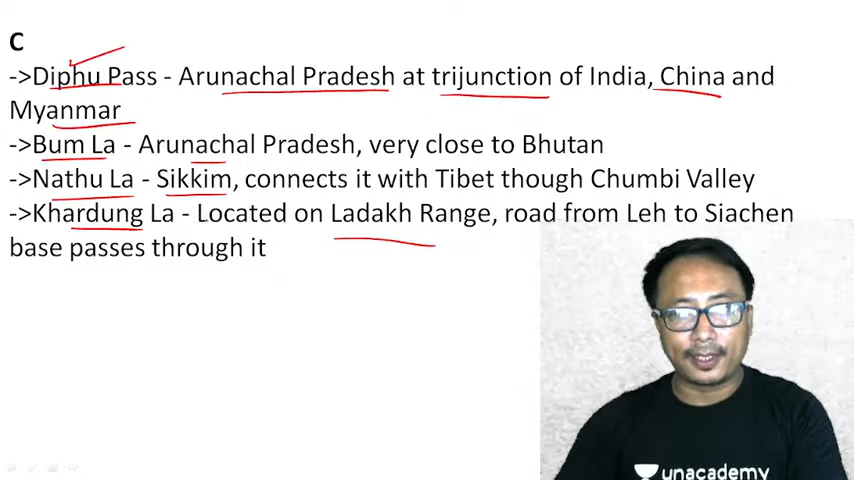 C
->Diphu Pass - Arunachal Pradesh at trijunction of India, China and
Myanmar
->Bum La - Arunachal Pradesh, very close to Bhutan
->Nathu La - Sikkim, connects it with Tibet though Chumbi Valley
->Khardung La - Located on Ladakh Range, road from Leh to Siachen
base passes through it
unacademy